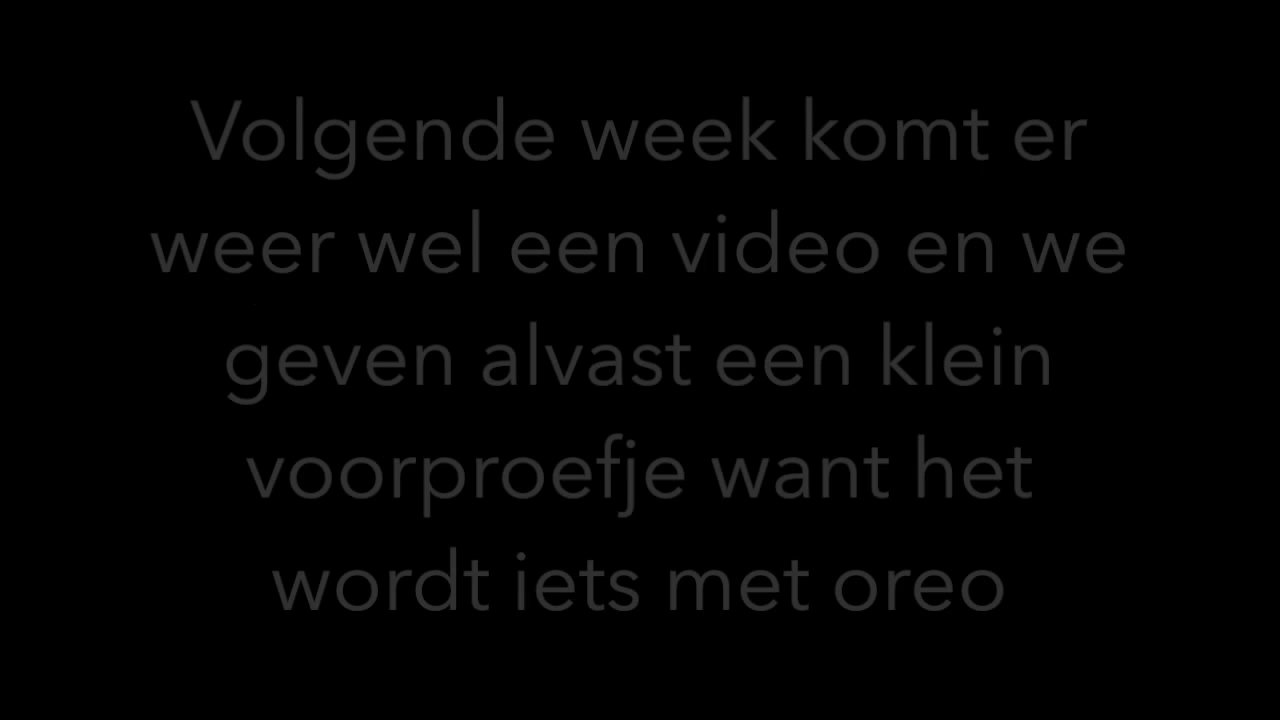 Volgende week komt er
weer wel een video en we
geven alvast een klein
voorproefje want het
wordt iets met oreo